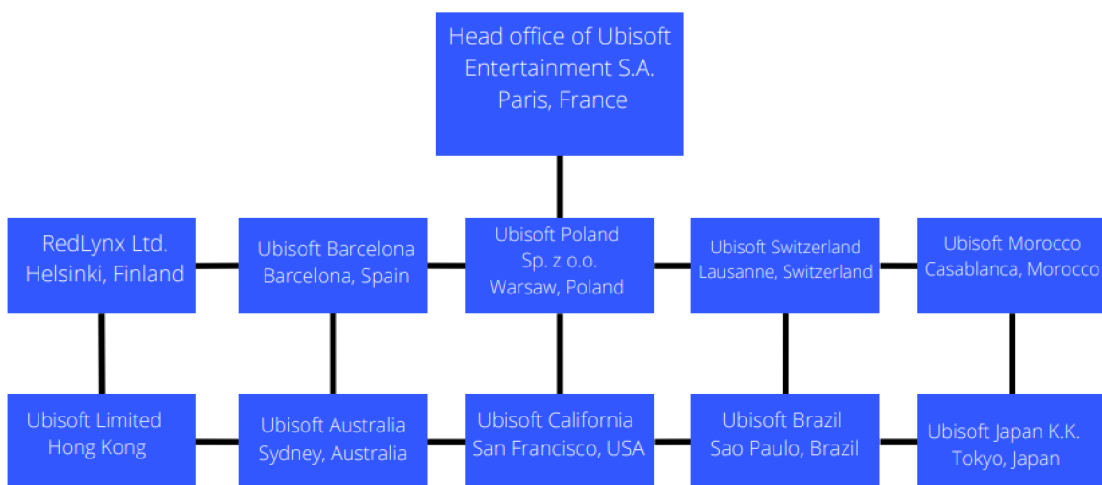 Head office of Ubisoft
Entertainment S.A.
Paris, France
RedLynx Ltd.
Helsinki, Finland
Ubisoft Barcelona
Barcelona, Spain
Ubisoft Poland
Sp. z o.o.
Warsaw, Poland
Ubisoft Switzerland
Lausanne, Switzerland
Ubisoft Morocco
Casablanca, Morocco
Ubisoft Limited
Hong Kong
Ubisoft Australia
Sydney, Australia
Ubisoft California
San Francisco, USA
Ubisoft Brazil
Sao Paulo, Brazil
Ubisoft Japan K.K.
Tokyo, Japan